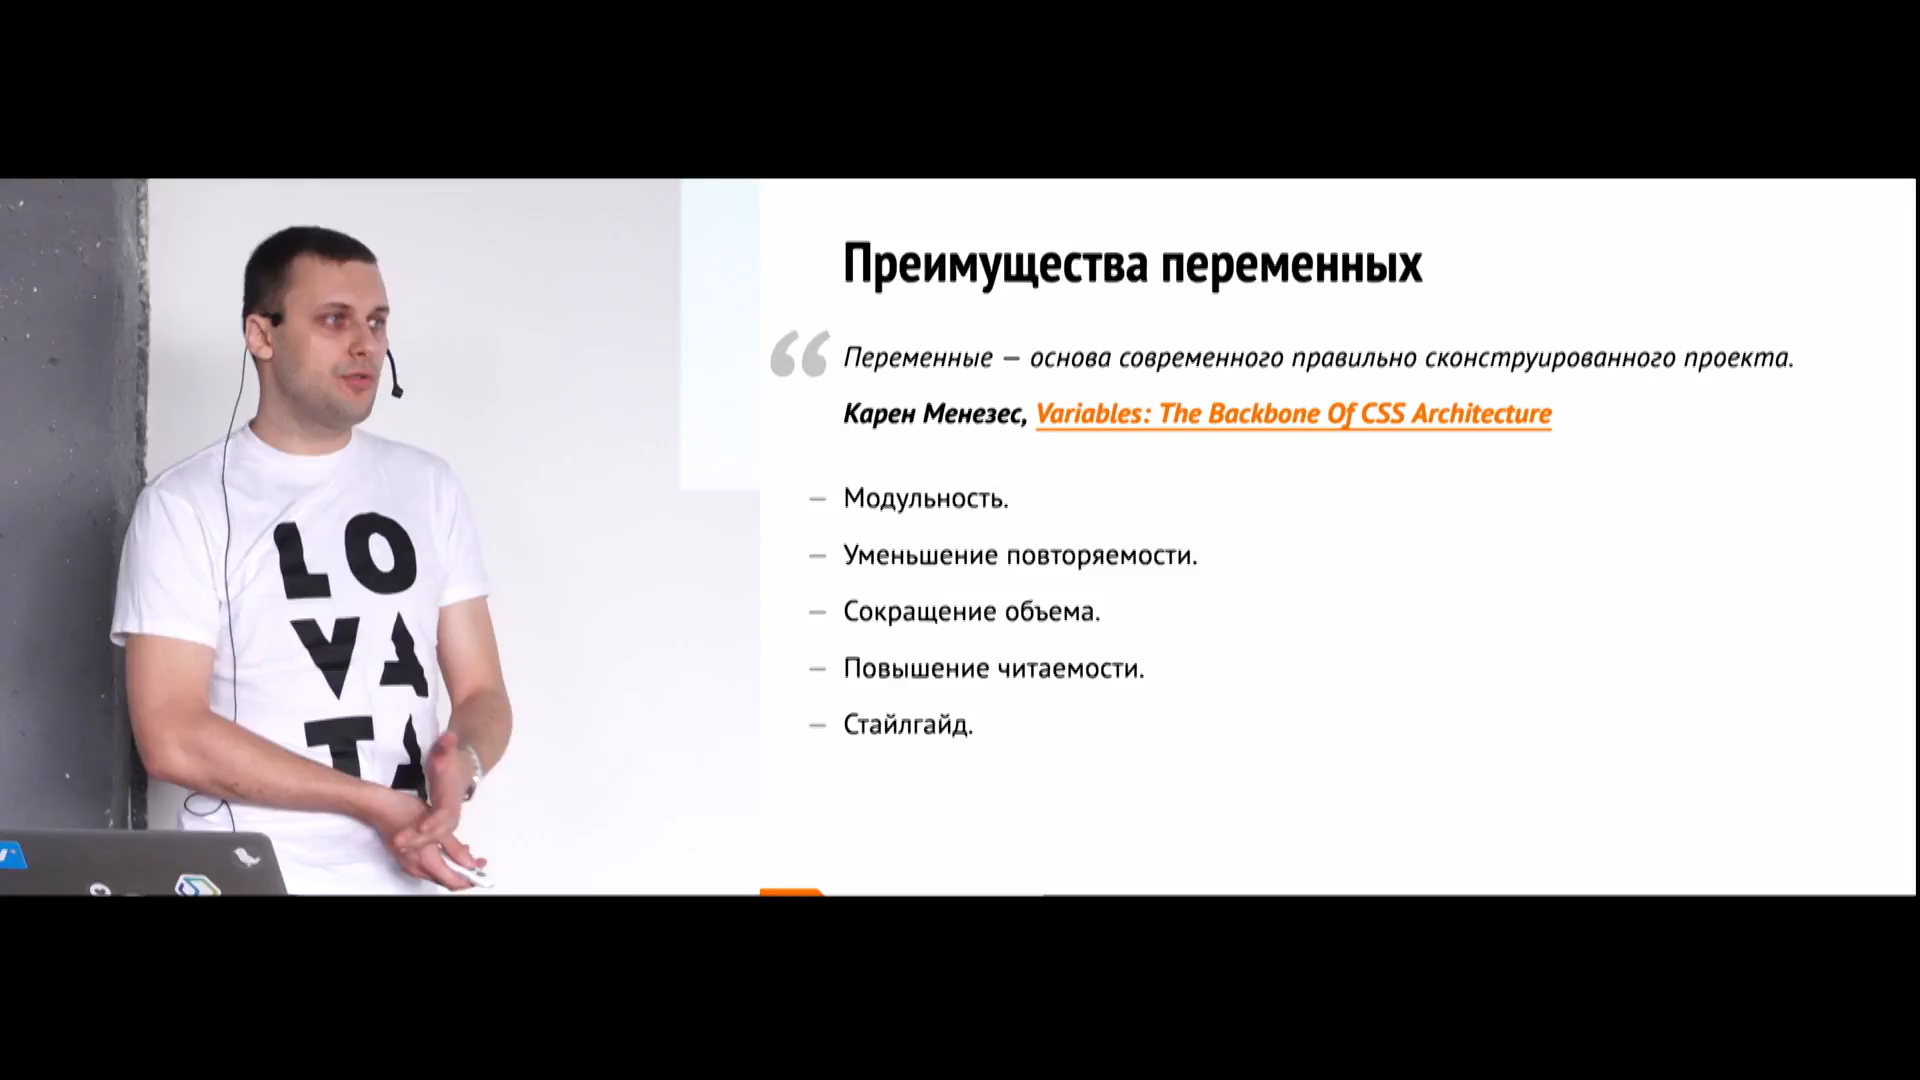 Преимущества переменных
“ Переменные — основа современного правильно сконструированного проекта.
Карен Менезес, Variables: The Backbone Of CSS Architecture
— Модульность.
— Уменьшение повторяемости.
— Сокращение объема.
— Повышение читаемости.
— Стайлгайд.
LO
VA
TA